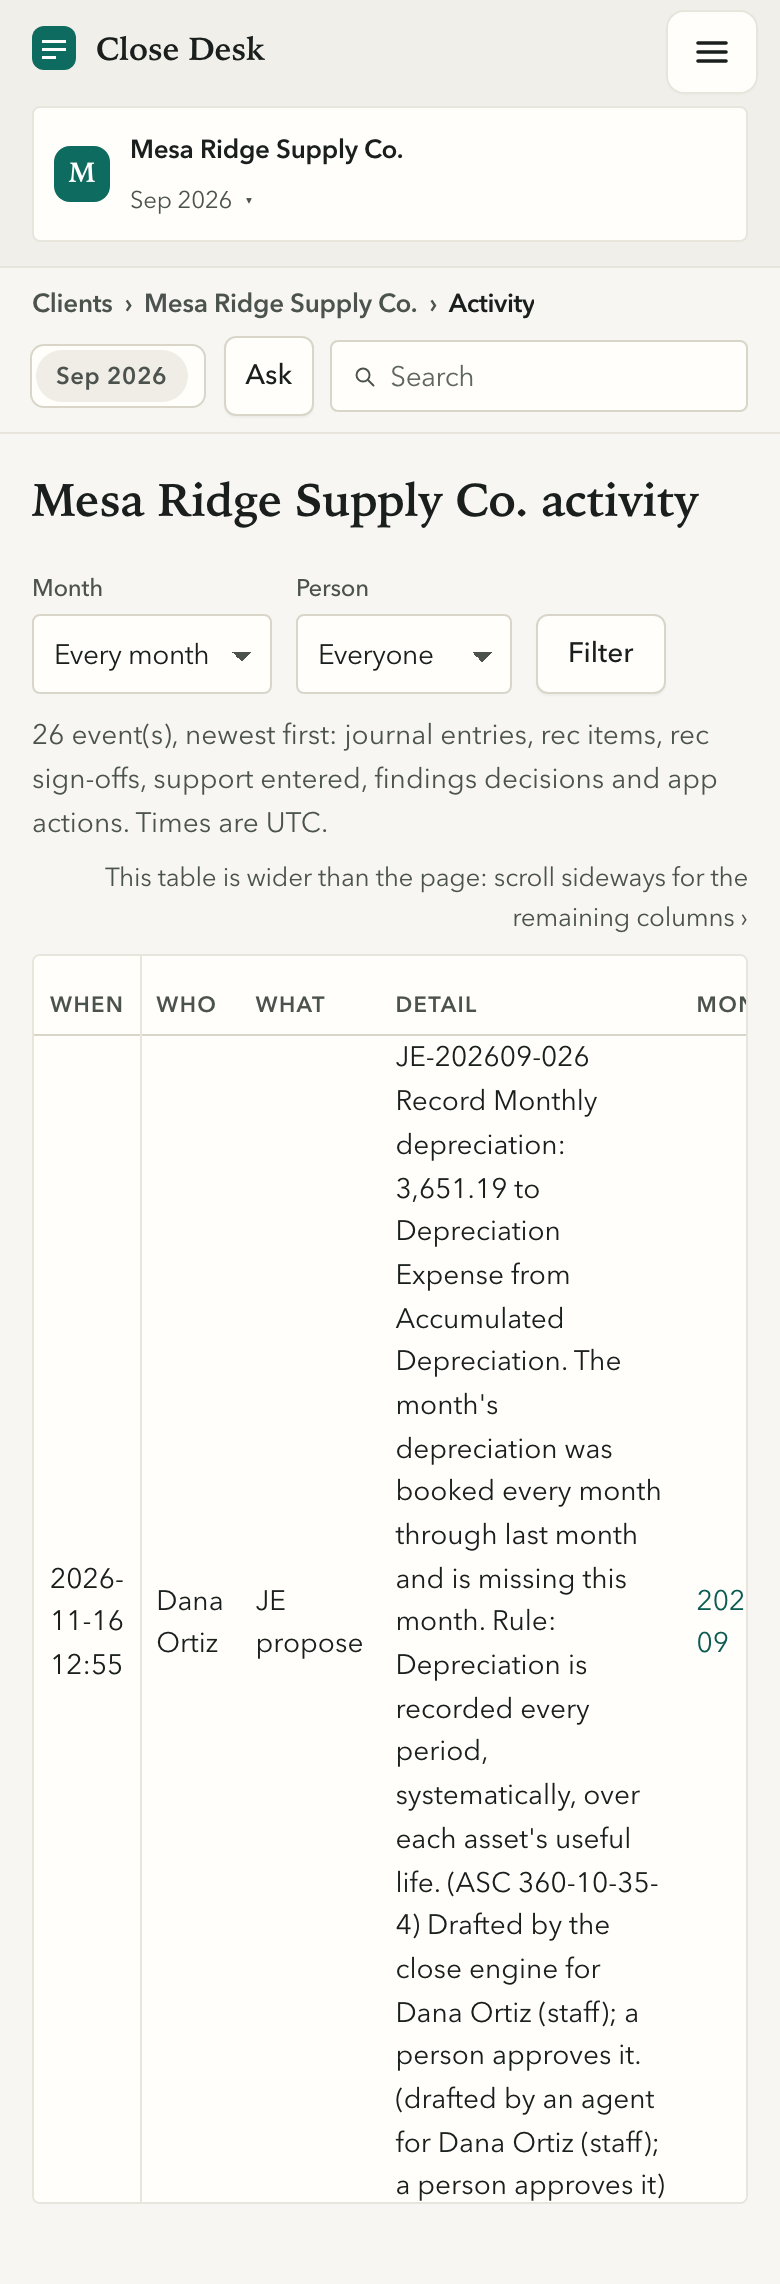 Close Desk
M
Mesa Ridge Supply Co.
Sep 2026
Clients › Mesa Ridge Supply Co. › Activity
Sep 2026
Ask
Search
Mesa Ridge Supply Co. activity
Month
Person
Every month
Everyone
Filter
26 event(s), newest first: journal entries, rec items, rec
sign-offs, support entered, findings decisions and app
actions. Times are UTC.
This table is wider than the page: scroll sideways for the
remaining columns ›
WHEN WHO WHAT DETAIL MON
2026-
11-16
12:55
Dana
Ortiz
JE
propose
JE-202609-026
Record Monthly
depreciation:
3,651.19 to
Depreciation
Expense from
Accumulated
Depreciation. The
month's
depreciation was
booked every month
through last month
and is missing this
month. Rule:
Depreciation is
recorded every
period,
systematically, over
each asset's useful
life. (ASC 360-10-35-
4) Drafted by the
close engine for
Dana Ortiz (staff); a
person approves it.
(drafted by an agent
for Dana Ortiz (staff);
a person approves it)
202
09